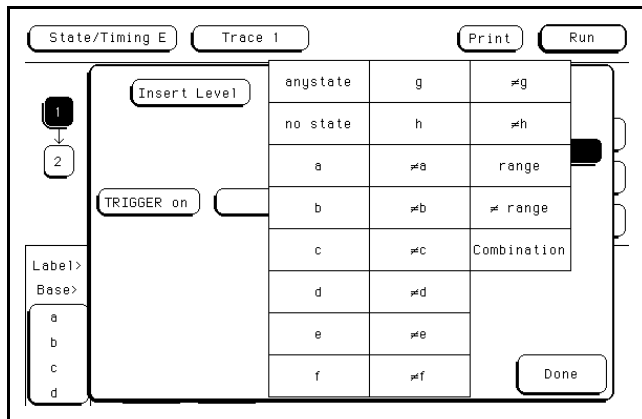 State/Timing E Trace 1 Print Run
Insert Level anystate g ≠g
1 no state h ≠h
2 a ≠a range
TRIGGER on b ≠b ≠ range
c ≠c Combination
Label>
Base> d ≠d
a e ≠e
b
c f ≠f Done
d